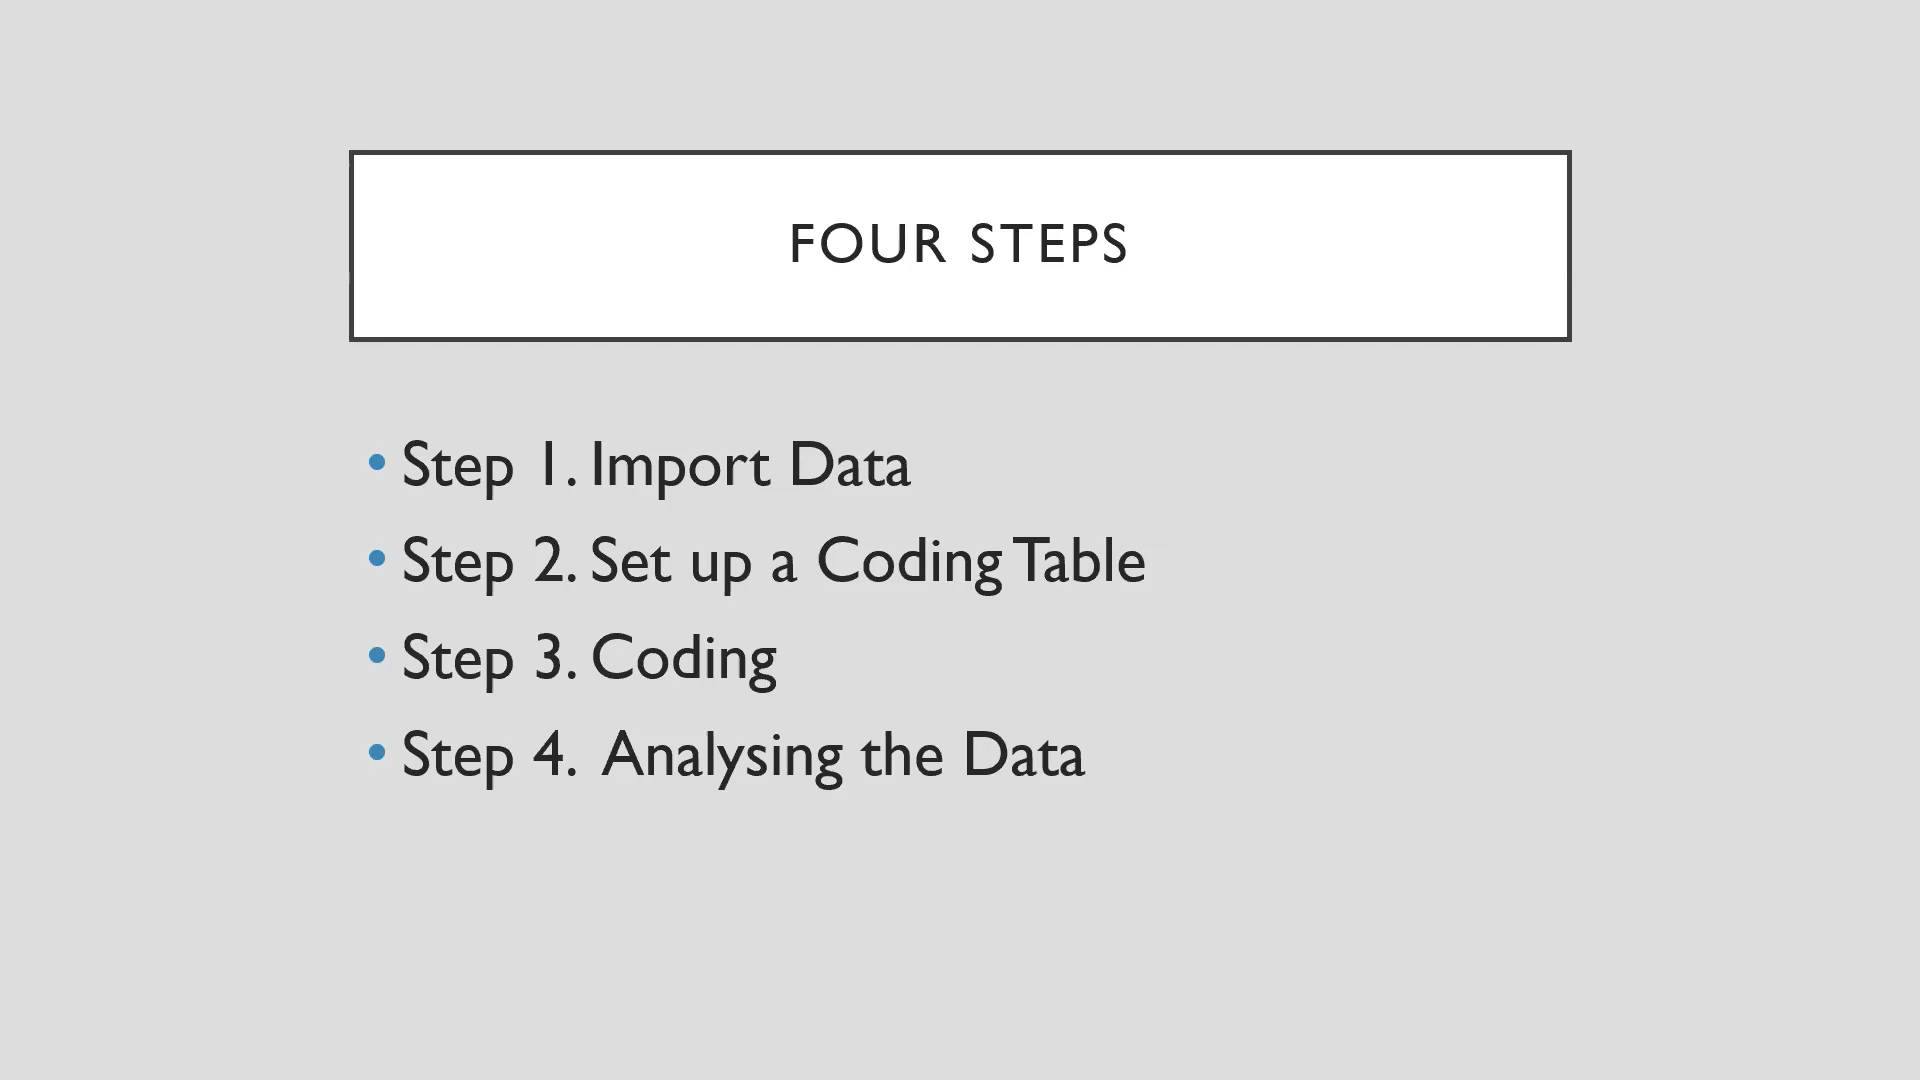 FOUR STEPS
• Step 1. Import Data
• Step 2. Set up a Coding Table
• Step 3. Coding
• Step 4. Analysing the Data